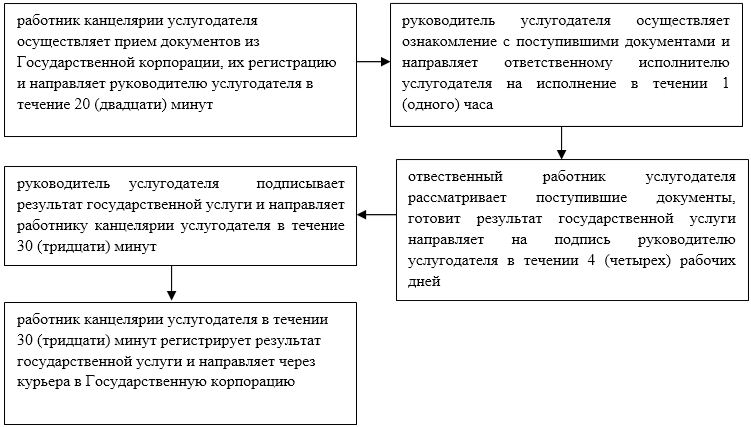 работник канцелярии услугодателя
осуществляет прием документов из
Государственной корпорации, их регистрацию
и направляет руководителю услугодателя в
течение 20 (двадцати) минут
руководитель услугодателя осуществляет
ознакомление с поступившими документами и
направляет ответственному исполнителю
услугодателя на исполнение в течении 1
(одного) часа
отвественный работник услугодателя
рассматривает поступившие документы,
готовит результат государственной услуги
направляет на подпись руководителю
услугодателя в течении 4 (четырех) рабочих
дней
руководитель услугодателя подписывает
результат государственной услуги и направляет
работнику канцелярии услугодателя в течение
30 (тридцати) минут
работник канцелярии услугодателя в течении
30 (тридцати) минут регистрирует результат
государственной услуги и направляет через
курьера в Государственную корпорацию